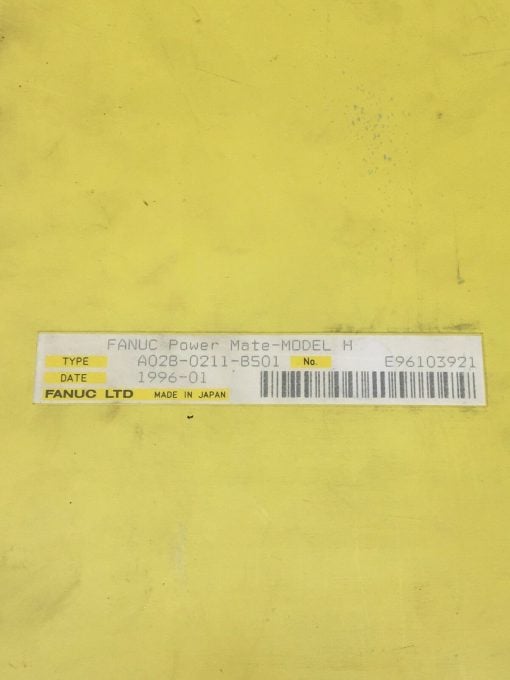 FANUC Power Mate-MODEL H
TYPE A02B-0211-B501 No. E96103921
DATE 1996-01
FANUC LTD MADE IN JAPAN